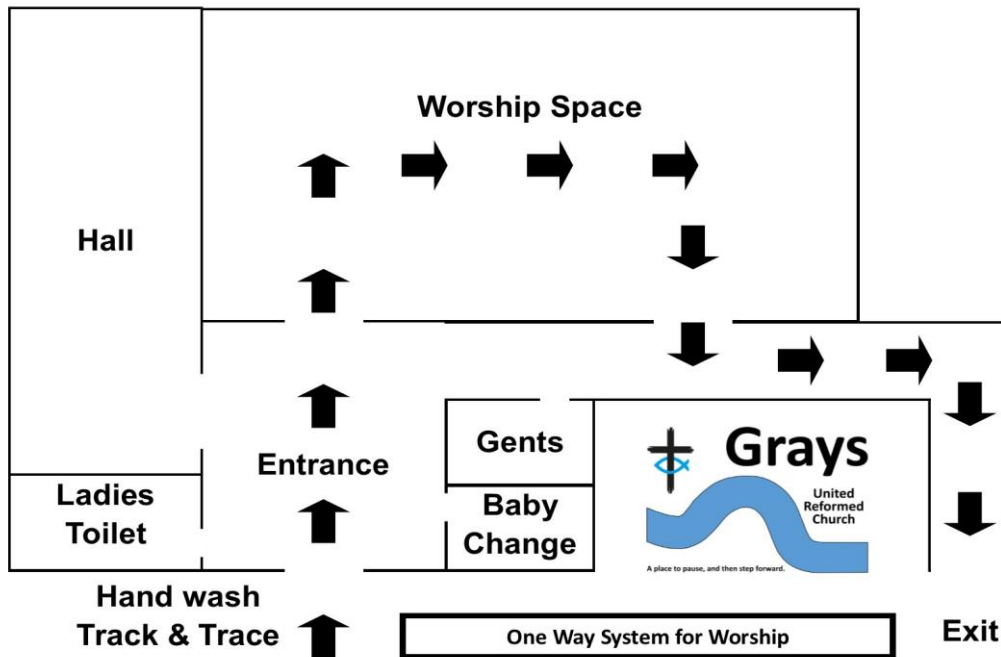 Worship Space
Hall
Entrance
Ladies
Toilet
Gents
Baby
Change
Grays
United
Reformed
Church
A place to pause, and then step forward.
Hand wash
Track & Trace
One Way System for Worship
Exit